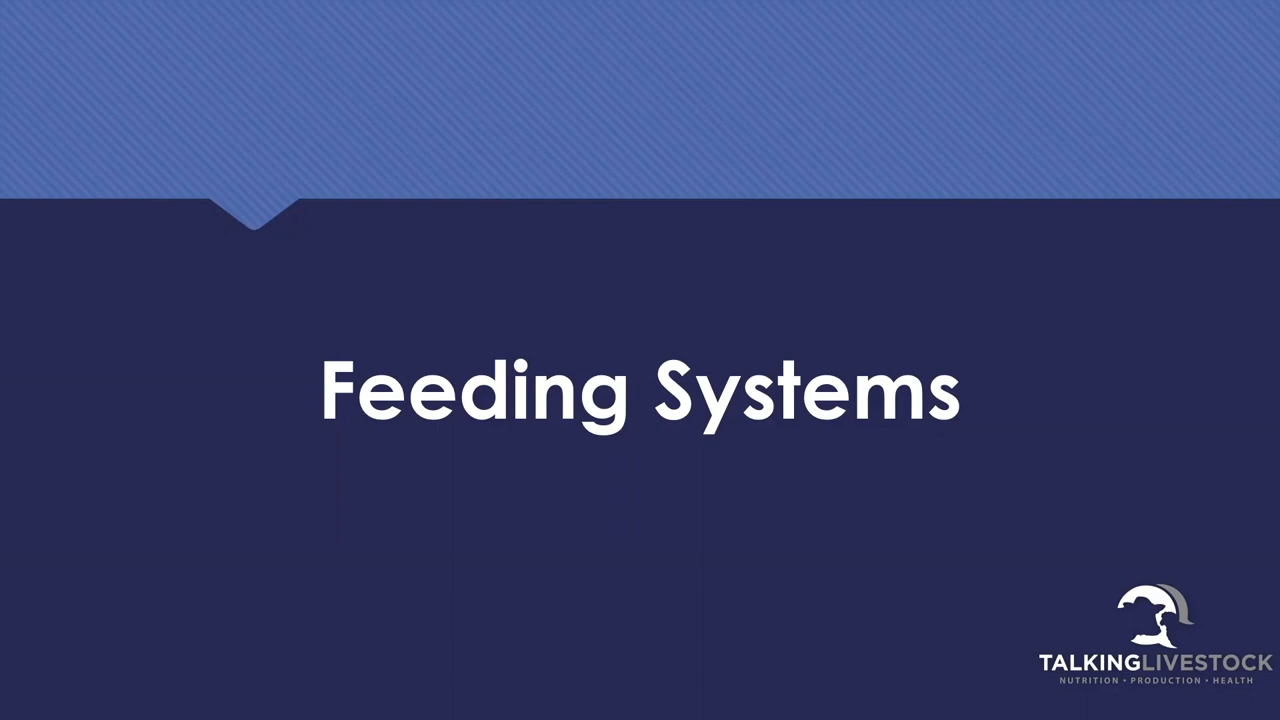 Feeding Systems
TALKINGLIVESTOCK
NUTRITION • PRODUCTION • HEALTH